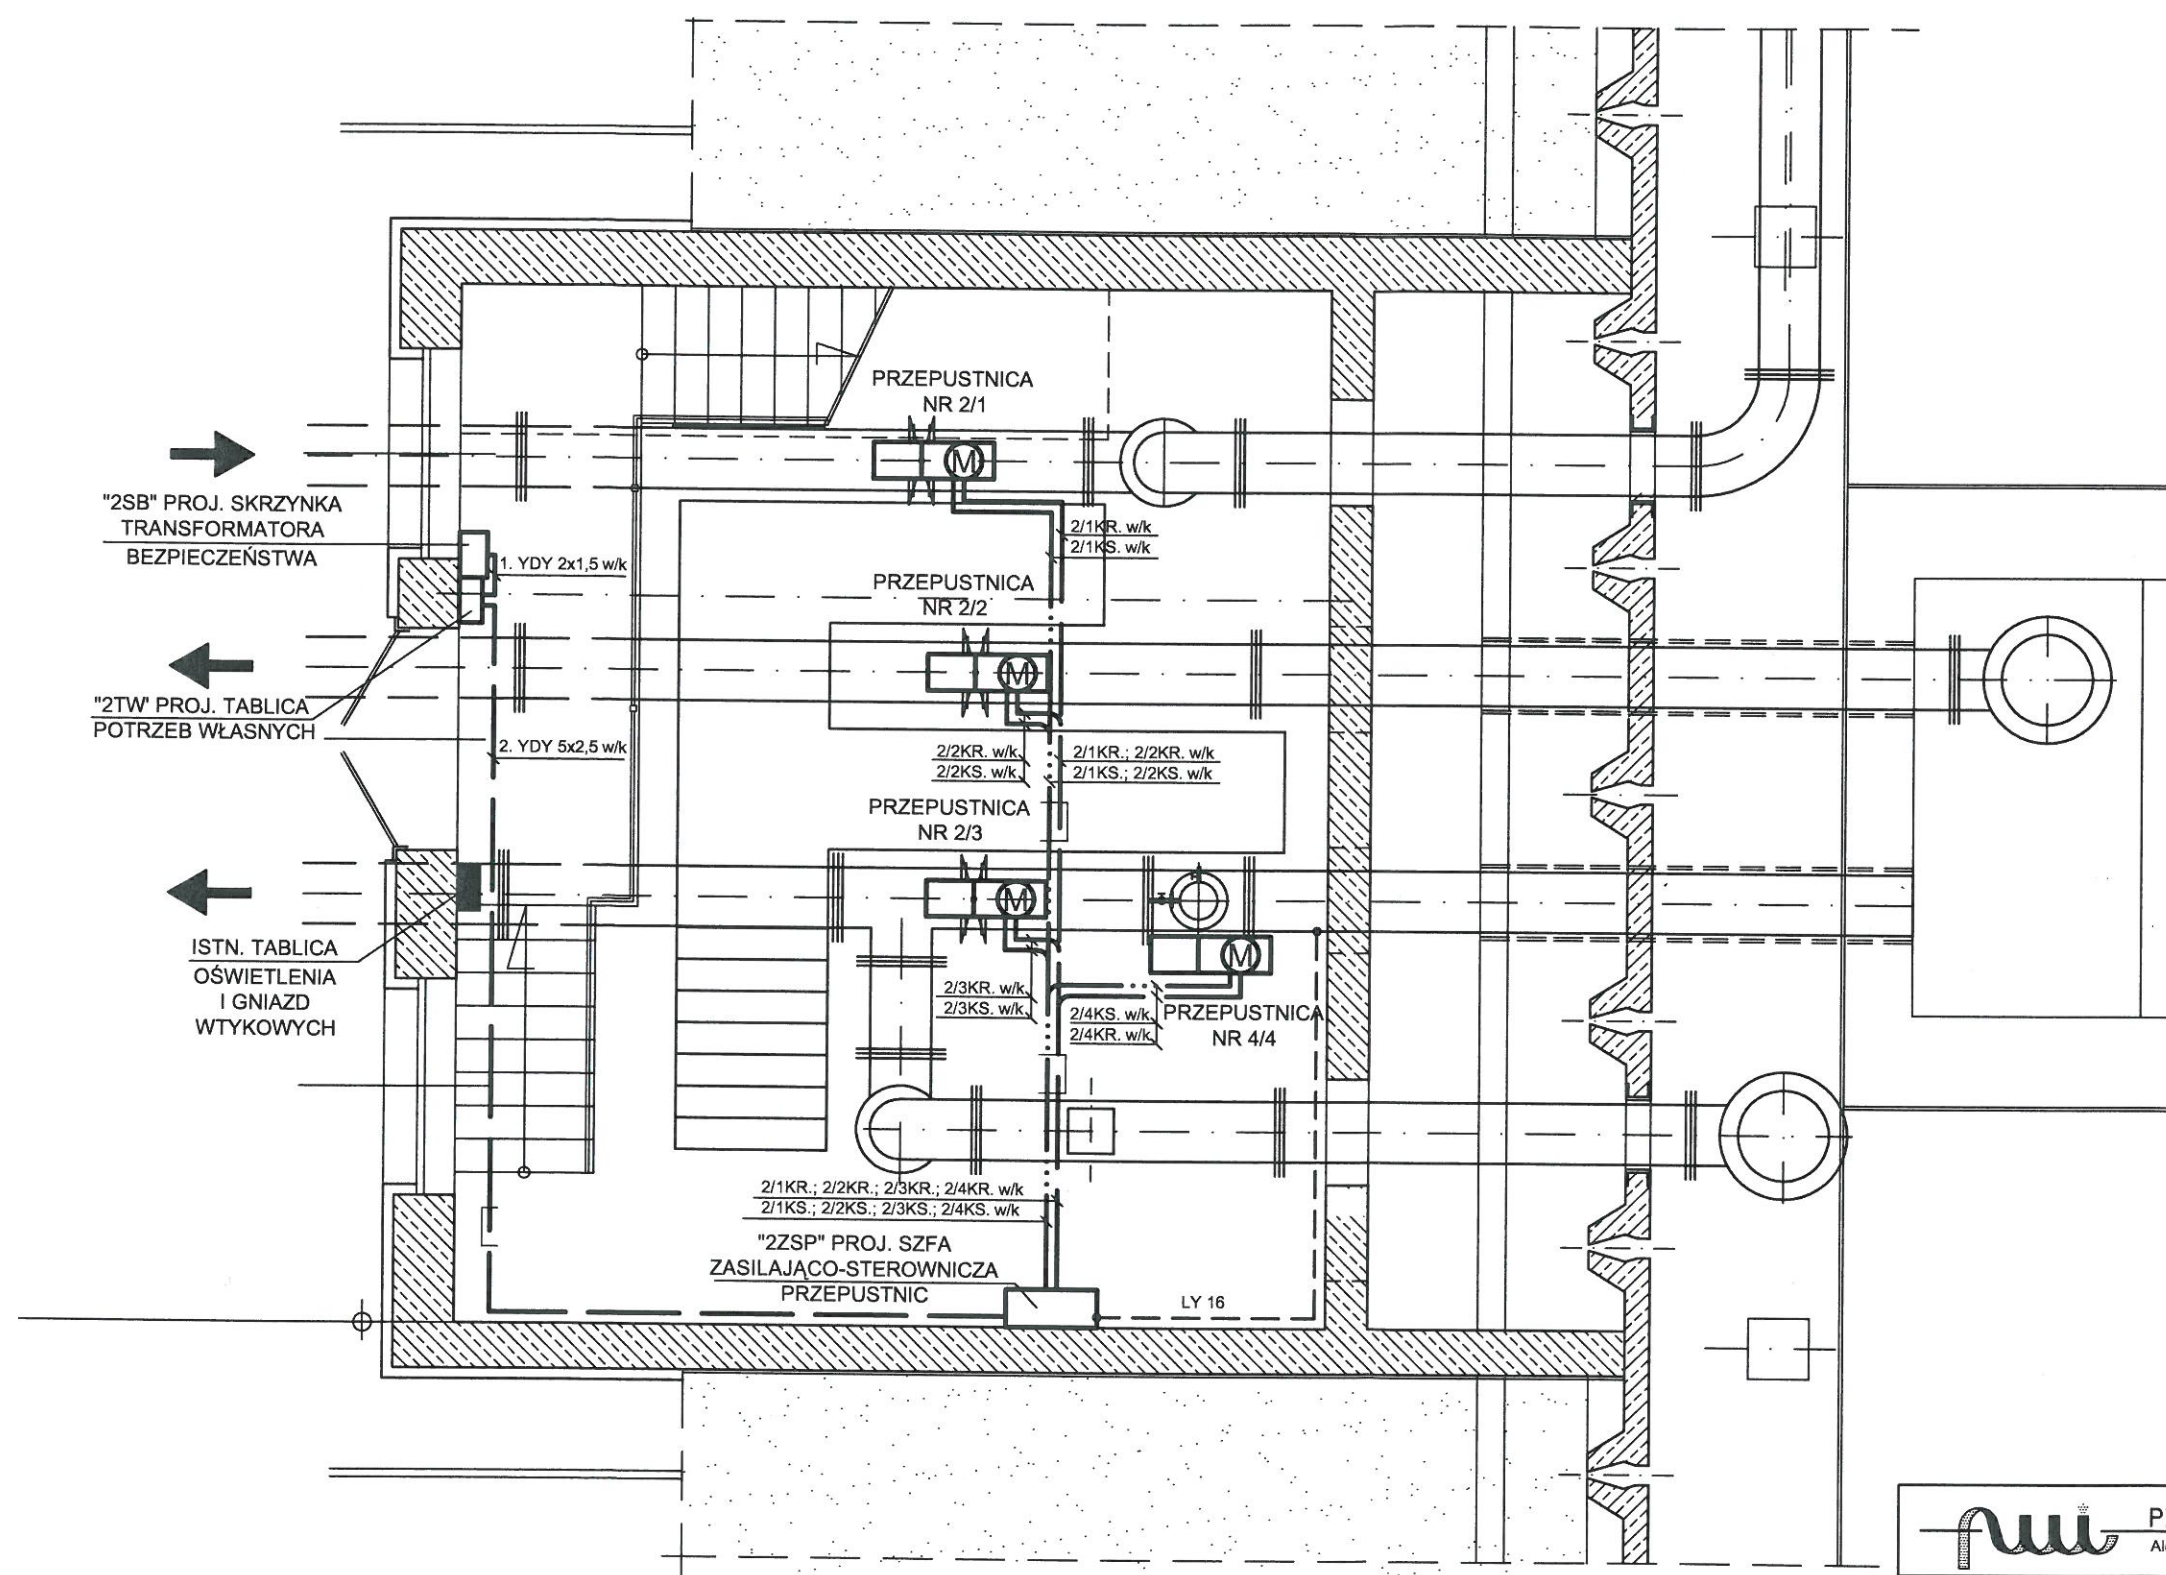 PRZEPUSTNICA
NR 2/1
M
"2SB" PROJ. SKRZYNKA
TRANSFORMATORA
BEZPIECZEŃSTWA
2/1KR. w/k
2/1KS. w/k
1. YDY 2x1,5 w/k
PRZEPUSTNICA
NR 2/2
M
"2TW' PROJ. TABLICA
POTRZEB WŁASNYCH
2. YDY 5x2,5 w/k
2/2KR. w/k
2/2KS. w/k
2/1KR.; 2/2KR. w/k
2/1KS.; 2/2KS. w/k
PRZEPUSTNICA
NR 2/3
M
ISTN. TABLICA
OŚWIETLENIA
I GNIAZD
WTYKOWYCH
M
2/3KR. w/k
2/3KS. w/k
2/4KS. w/k
2/4KR. w/k
PRZEPUSTNICA
NR 4/4
2/1KR.; 2/2KR.; 2/3KR.; 2/4KR. w/k
2/1KS.; 2/2KS.; 2/3KS.; 2/4KS. w/k
"2ZSP" PROJ. SZFA
ZASILAJĄCO-STEROWNICZA
PRZEPUSTNIC
LY 16